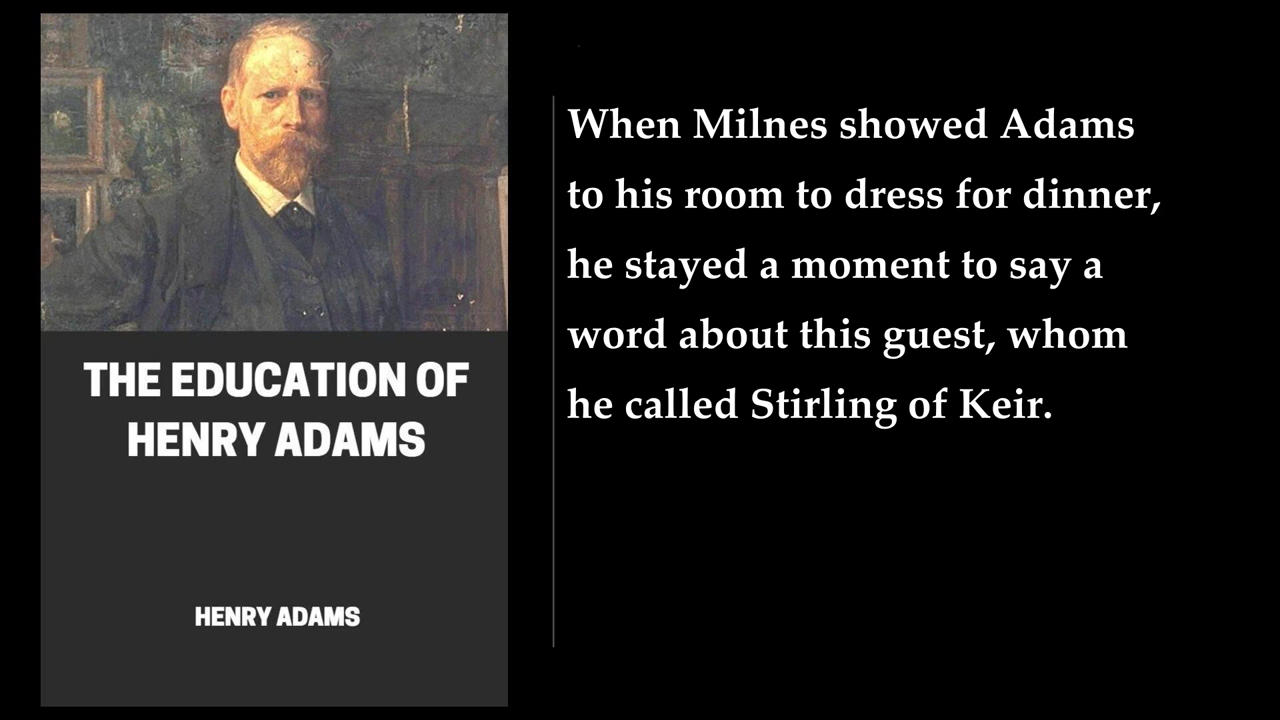 THE EDUCATION OF
HENRY ADAMS
HENRY ADAMS
When Milnes showed Adams
to his room to dress for dinner,
he stayed a moment to say a
word about this guest, whom
he called Stirling of Keir.